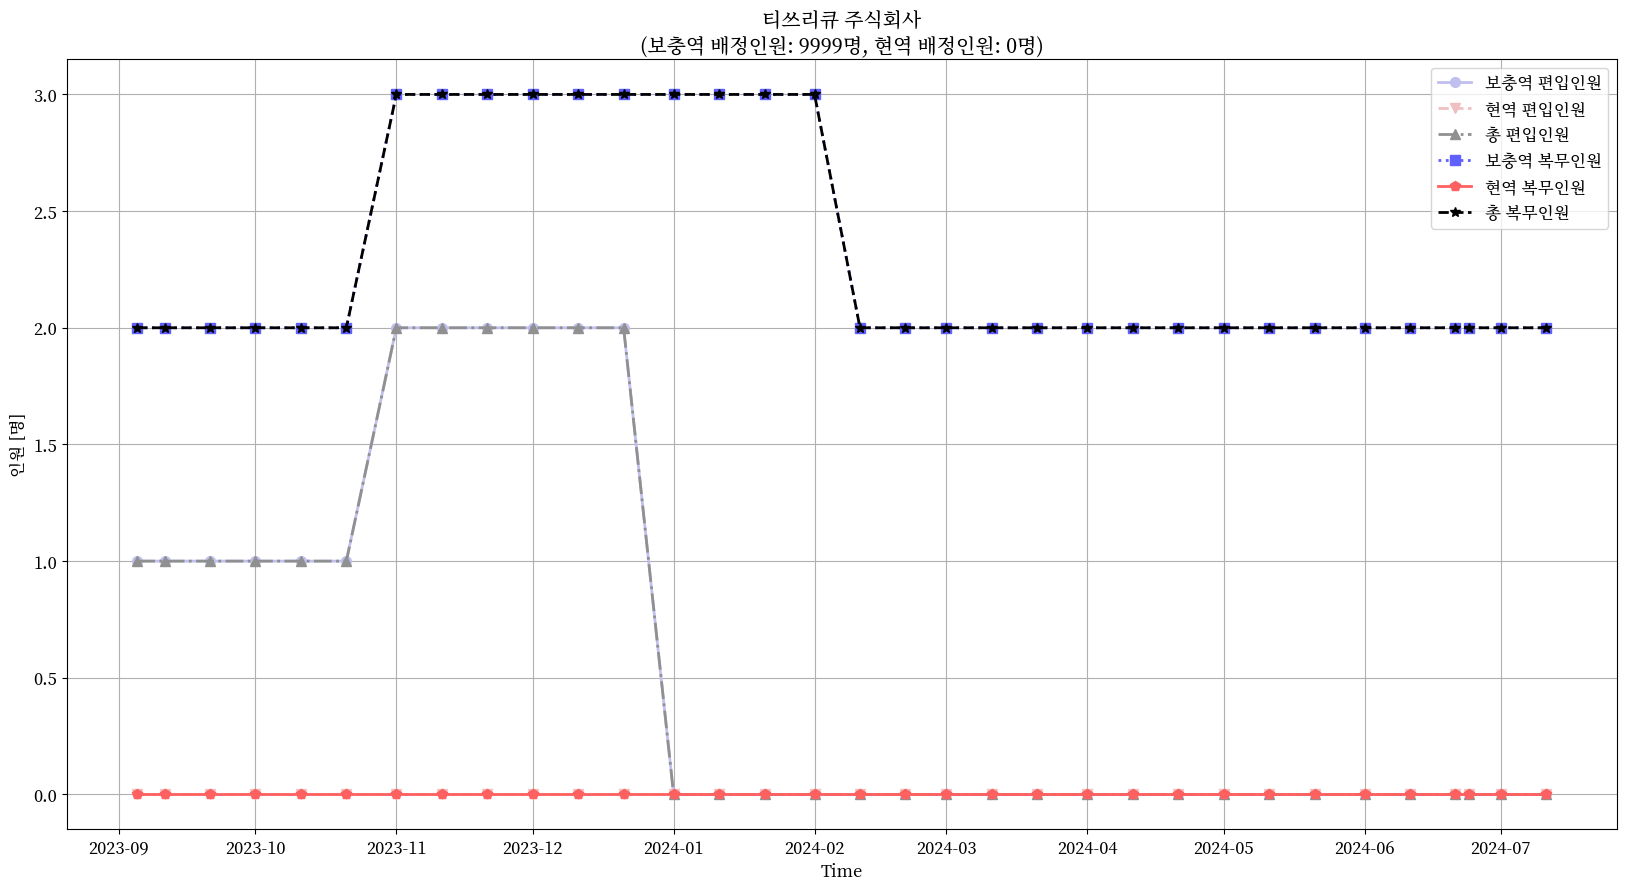 티쓰리큐 주식회사
(보충역 배정인원: 9999명, 현역 배정인원: 0명)
보충역 편입인원
현역 편입인원
총 편입인원
보충역 복무인원
현역 복무인원
총 복무인원
3.0
2.5
2.0
1.5
1.0
0.5
0.0
인원 [명]
2023-09 2023-10 2023-11 2023-12 2024-01 2024-02 2024-03 2024-04 2024-05 2024-06 2024-07
Time